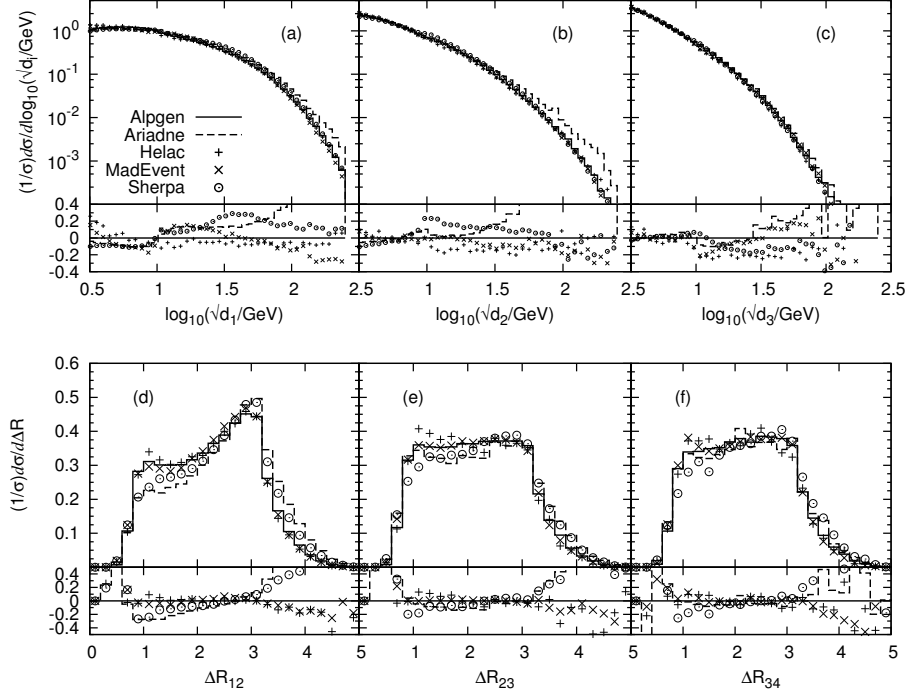 (1/σ)dσ/dlog₁₀(√dᵢ/GeV)
10⁰
10⁻¹
10⁻²
10⁻³
(a) (b) (c)
Alpgen
Ariadne
Helac
MadEvent
Sherpa
0.4
0.2
0
-0.2
-0.4
0.5 1 1.5 2 2.5 1 1.5 2 2.5 1 1.5 2 2.5
log₁₀(√d₁/GeV) log₁₀(√d₂/GeV) log₁₀(√d₃/GeV)
(1/σ)dσ/dΔR
0.6
0.5
0.4
0.3
0.2
0.1
(d) (e) (f)
0.4
0.2
0
-0.2
-0.4
0 1 2 3 4 5 1 2 3 4 5 1 2 3 4 5
ΔR₁₂ ΔR₂₃ ΔR₃₄